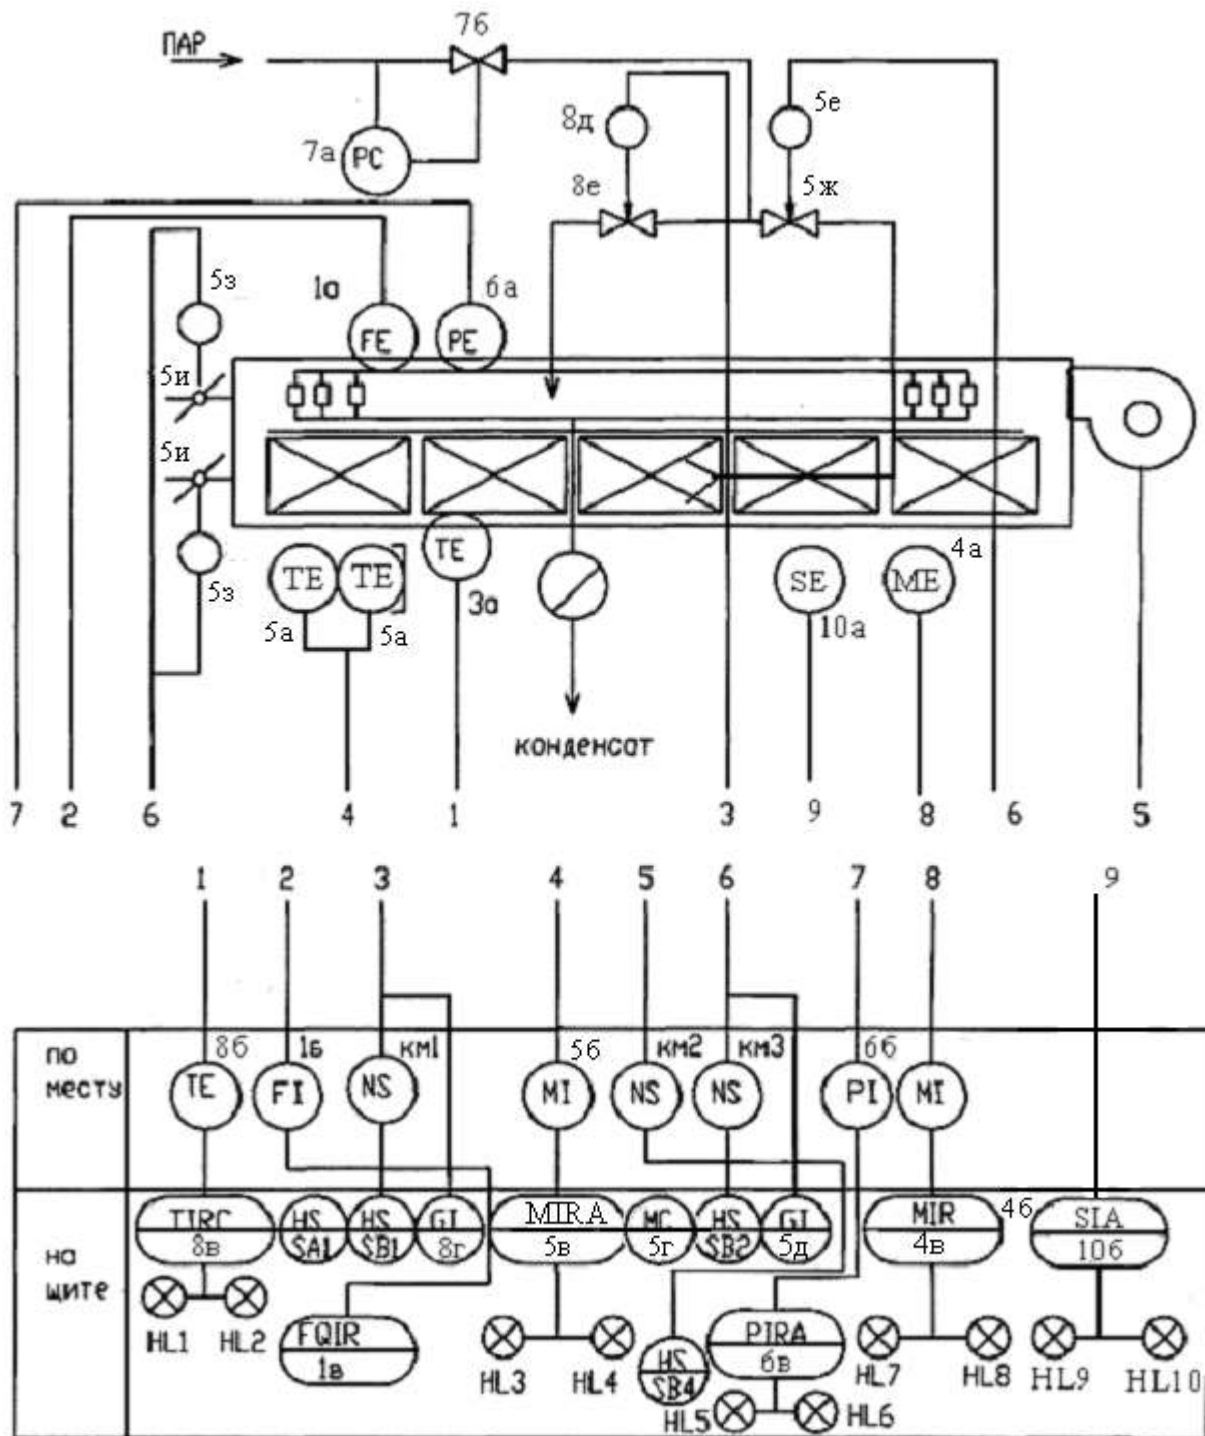 7б
ПАР
8д
5е
7а
PC
8е
5ж
5з
1а
6а
FE
PE
5и
5и
TE
TE
TE
SE
ME
4а
5з
5а
5а
3а
10а
конденсат
7 2 6 4 1 3 9 8 6 5
1 2 3 4 5 6 7 8 9
по
месту
8б
1б
км1
5б
км2
км3
6б
TE
FI
NS
MI
NS
NS
PI
MI
на
щите
TIRC
8в
HS
SA1
HS
SB1
GI
8г
MIRA
5в
MC
5г
HS
SB2
GI
5д
MIR
4в
4б
SIA
10б
HL1
HL2
FQIR
1в
HL3
HL4
HS
SB4
PIRA
6в
HL5
HL6
HL7
HL8
HL9
HL10